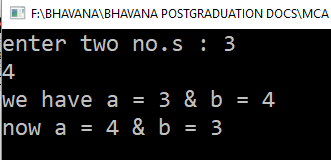 F:\BHAVANA\BHAVANA POSTGRADUATION DOCS\MCA
enter two no.s : 3
4
we have a = 3 & b = 4
now a = 4 & b = 3